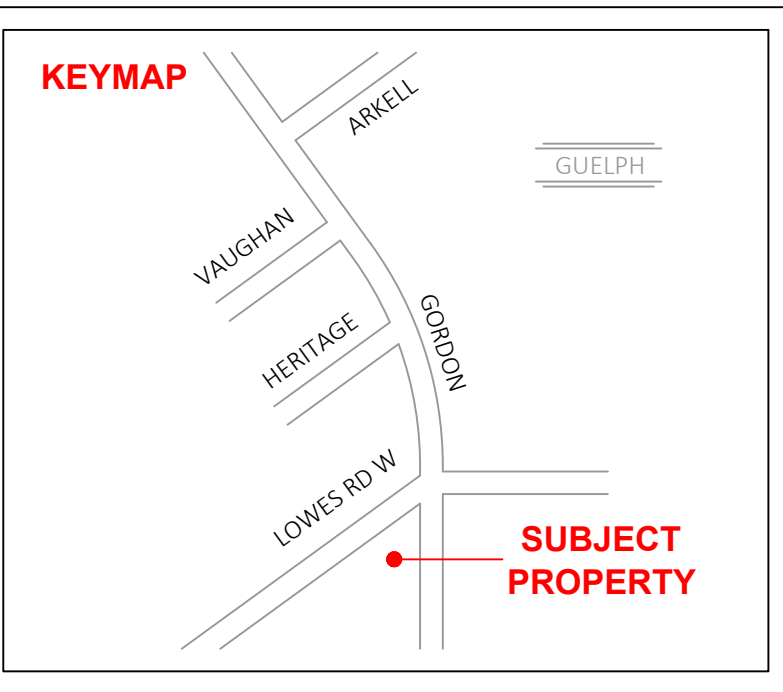 KEYMAP
ARKELL
GUELPH
VAUGHAN
GORDON
HERITAGE
LOWES RD W
SUBJECT
PROPERTY